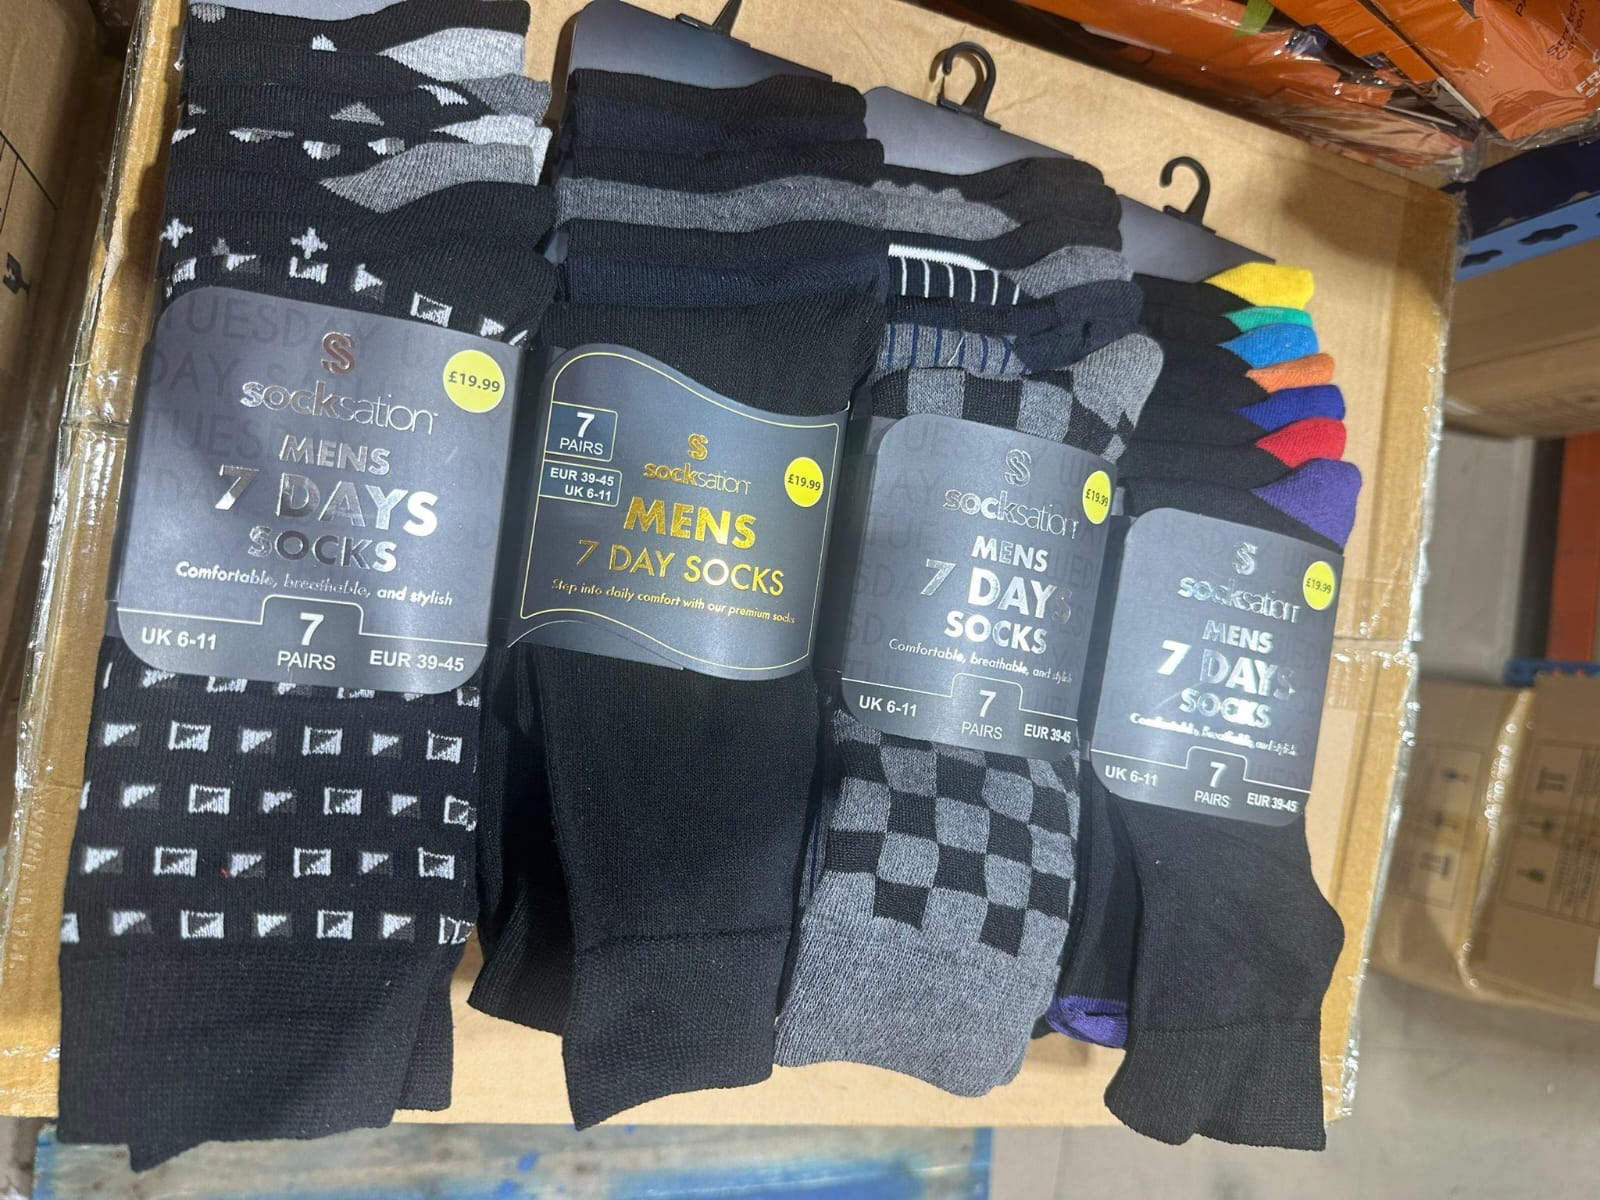 S
socksation
£19.99
MENS
7 DAYS
SOCKS
Comfortable, breathable, and stylish
UK 6-11
7
PAIRS
EUR 39-45
7
PAIRS
EUR 39-45
UK 6-11
S
socksation
£19.99
MENS
7 DAY SOCKS
Step into daily comfort with our premium socks
S
socksation
£19.99
MENS
7 DAYS
SOCKS
Comfortable, breathable, and stylish
UK 6-11
7
PAIRS
EUR 39-45
S
socksation
£19.99
MENS
7 DAYS
SOCKS
Comfortable, breathable, and stylish
UK 6-11
7
PAIRS
EUR 39-45